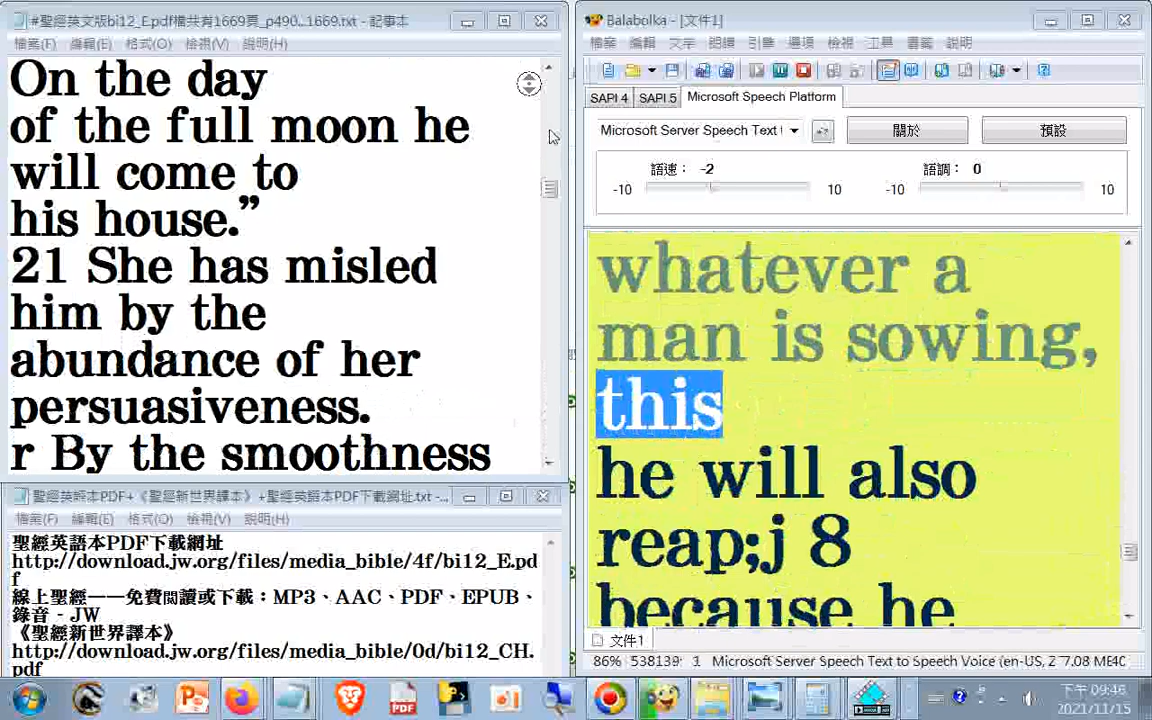 #聖經英文版bi12_E.pdf檔共有1669頁_p490...1669.txt - 記事本
檔案(F) 編輯(E) 格式(O) 檢視(V) 說明(H)
On the day
of the full moon he
will come to
his house.”
21 She has misled
him by the
abundance of her
persuasiveness.
r By the smoothness
聖經英語本PDF+《聖經新世界譯本》+聖經英語本PDF下載網址.txt -...
檔案(F) 編輯(E) 格式(O) 檢視(V) 說明(H)
聖經英語本PDF下載網址
http://download.jw.org/files/media_bible/4f/bi12_E.pd
f
線上聖經——免費閱讀或下載：MP3、AAC、PDF、EPUB、
錄音 - JW
《聖經新世界譯本》
http://download.jw.org/files/media_bible/0d/bi12_CH.
pdf
Balabolka - [文件1]
檔案 編輯 文字 朗讀 引擎 選項 檢視 工具 書籤 說明
SAPI 4 SAPI 5 Microsoft Speech Platform
Microsoft Server Speech Text 關於 預設
語速： -2 語調： 0
-10 10 -10 10
whatever a
man is sowing,
this
he will also
reap;j 8
because he
文件1
86% 538139: 1 Microsoft Server Speech Text to Speech Voice (en-US, Z 7.08
下午 09:46
2021/11/15